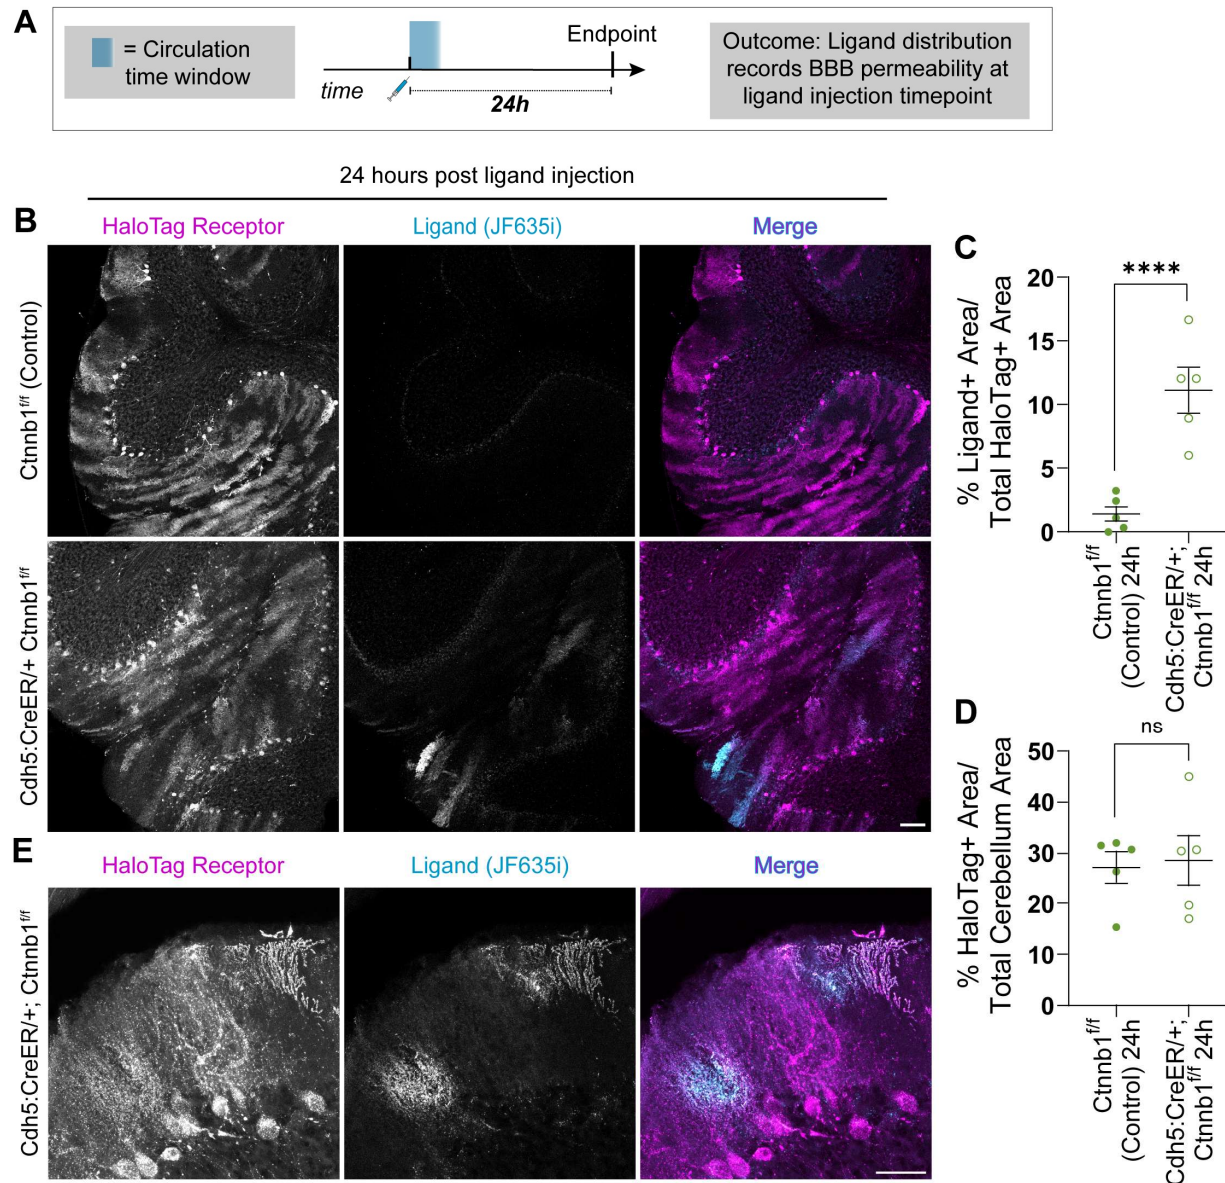 A
= Circulation
time window
time
24h
Endpoint
Outcome: Ligand distribution
records BBB permeability at
ligand injection timepoint
24 hours post ligand injection
B
HaloTag Receptor
Ligand (JF635i)
Merge
Ctnnb1f/f (Control)
Cdh5:CreER/+ Ctnnb1f/f
C
% Ligand+ Area/
Total HaloTag+ Area
20
15
10
5
0
****
Ctnnb1f/f
(Control) 24h
Cdh5:CreER/+;
Ctnnb1f/f 24h
D
% HaloTag+ Area/
Total Cerebellum Area
50
40
30
20
10
0
ns
Ctnnb1f/f
(Control) 24h
Cdh5:CreER/+;
Ctnnb1f/f 24h
E
HaloTag Receptor
Ligand (JF635i)
Merge
Cdh5:CreER/+; Ctnnb1f/f